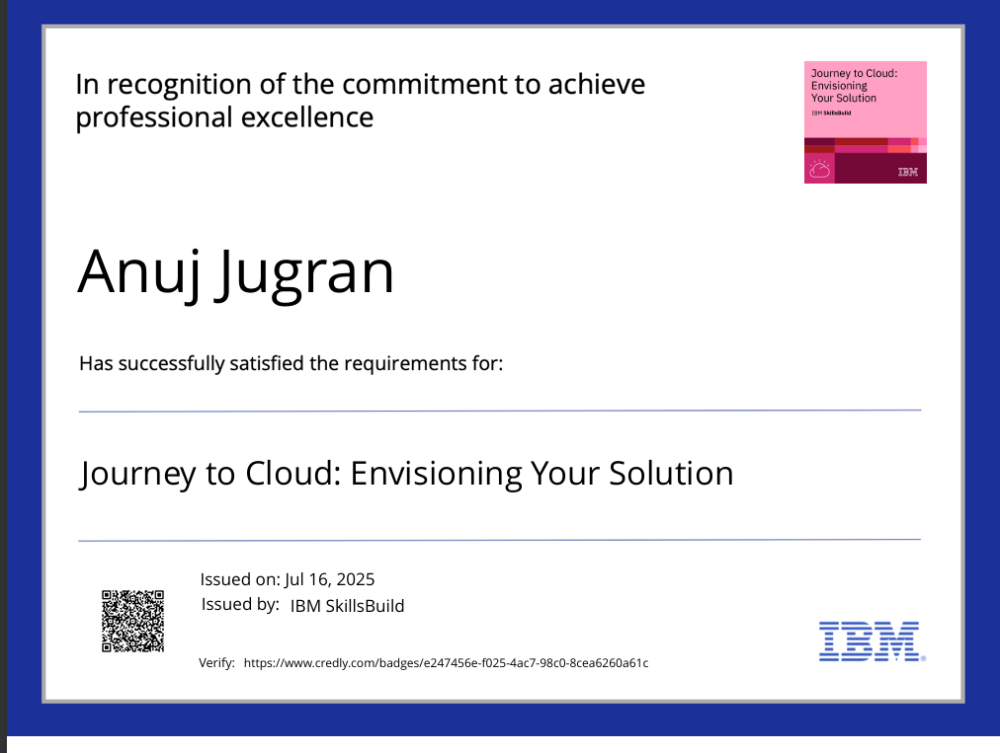 In recognition of the commitment to achieve
professional excellence
Journey to Cloud:
Envisioning
Your Solution
IBM SkillsBuild
IBM
Anuj Jugran
Has successfully satisfied the requirements for:
Journey to Cloud: Envisioning Your Solution
Issued on: Jul 16, 2025
Issued by: IBM SkillsBuild
Verify: https://www.credly.com/badges/e247456e-f025-4ac7-98c0-8cea6260a61c
IBM®